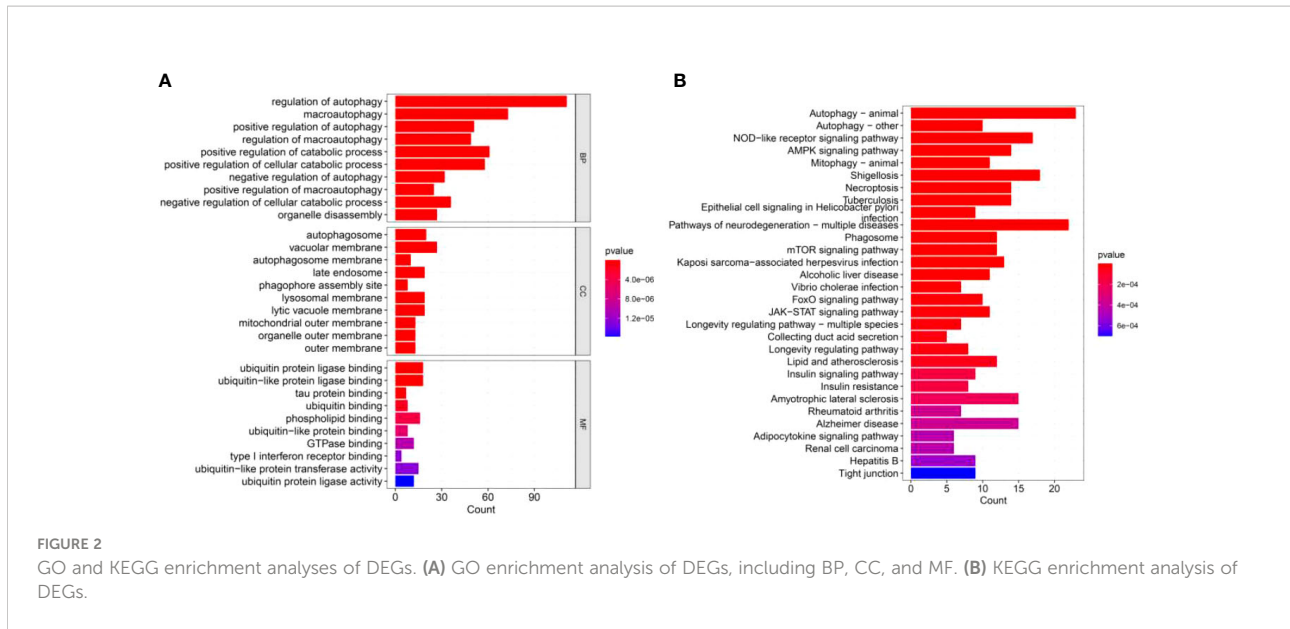 A
regulation of autophagy
macroautophagy
positive regulation of autophagy
regulation of macroautophagy
positive regulation of catabolic process
positive regulation of cellular catabolic process
negative regulation of autophagy
positive regulation of macroautophagy
negative regulation of cellular catabolic process
organelle disassembly
BP
autophagosome
vacuolar membrane
autophagosome membrane
late endosome
phagophore assembly site
lysosomal membrane
lytic vacuole membrane
mitochondrial outer membrane
organelle outer membrane
outer membrane
CC
ubiquitin protein ligase binding
ubiquitin−like protein ligase binding
tau protein binding
ubiquitin binding
phospholipid binding
ubiquitin−like protein binding
GTPase binding
type I interferon receptor binding
ubiquitin−like protein transferase activity
ubiquitin protein ligase activity
MF
0 30 60 90
Count
pvalue
4.0e−06
8.0e−06
1.2e−05
B
Autophagy − animal
Autophagy − other
NOD−like receptor signaling pathway
AMPK signaling pathway
Mitophagy − animal
Shigellosis
Necroptosis
Tuberculosis
Epithelial cell signaling in Helicobacter pylori
infection
Pathways of neurodegeneration − multiple diseases
Phagosome
mTOR signaling pathway
Kaposi sarcoma−associated herpesvirus infection
Alcoholic liver disease
Vibrio cholerae infection
FoxO signaling pathway
JAK−STAT signaling pathway
Longevity regulating pathway − multiple species
Collecting duct acid secretion
Longevity regulating pathway
Lipid and atherosclerosis
Insulin signaling pathway
Insulin resistance
Amyotrophic lateral sclerosis
Rheumatoid arthritis
Alzheimer disease
Adipocytokine signaling pathway
Renal cell carcinoma
Hepatitis B
Tight junction
0 5 10 15 20
Count
pvalue
2e−04
4e−04
6e−04
FIGURE 2
GO and KEGG enrichment analyses of DEGs. (A) GO enrichment analysis of DEGs, including BP, CC, and MF. (B) KEGG enrichment analysis of
DEGs.